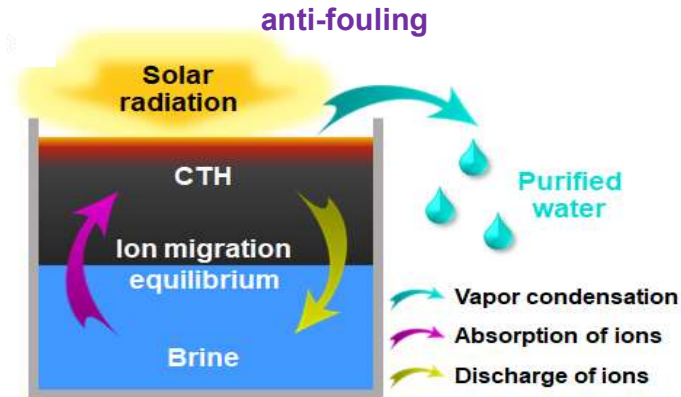 anti-fouling
Solar
radiation
CTH
Ion migration
equilibrium
Brine
Purified
water
Vapor condensation
Absorption of ions
Discharge of ions